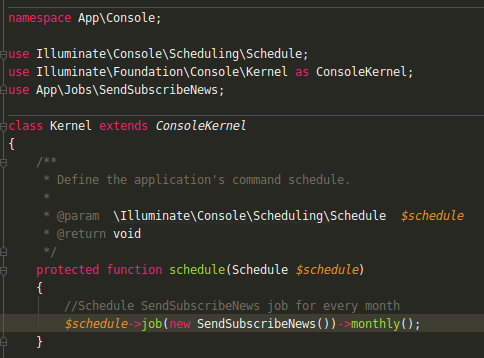 namespace App\Console;
use Illuminate\Console\Scheduling\Schedule;
use Illuminate\Foundation\Console\Kernel as ConsoleKernel;
use App\Jobs\SendSubscribeNews;
class Kernel extends ConsoleKernel
{
/**
* Define the application's command schedule.
*
* @param  \Illuminate\Console\Scheduling\Schedule  $schedule
* @return void
*/
protected function schedule(Schedule $schedule)
{
//Schedule SendSubscribeNews job for every month
$schedule->job(new SendSubscribeNews())->monthly();
}